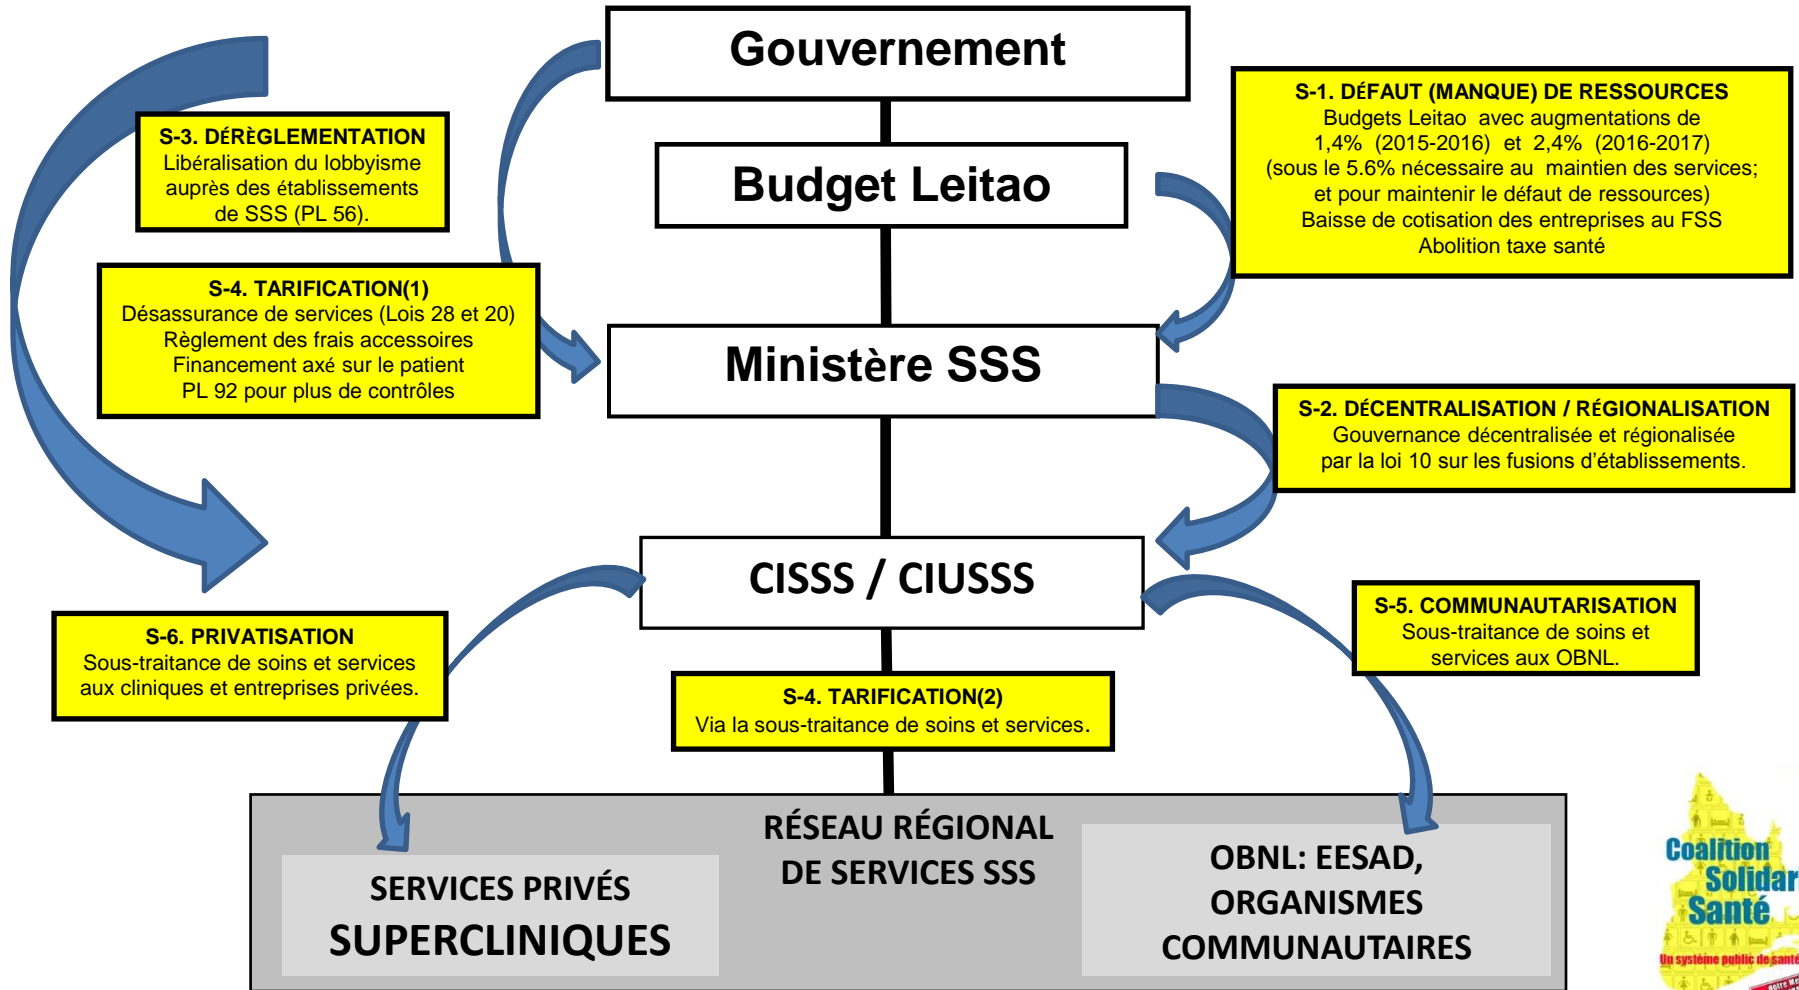 Gouvernement
S-1. DÉFAUT (MANQUE) DE RESSOURCES
Budgets Leitao avec augmentations de
1,4% (2015-2016) et 2,4% (2016-2017)
(sous le 5.6% nécessaire au maintien des services;
et pour maintenir le défaut de ressources)
Baisse de cotisation des entreprises au FSS
Abolition taxe santé
S-3. DÉRÈGLEMENTATION
Libéralisation du lobbyisme
auprès des établissements
de SSS (PL 56).
Budget Leitao
S-4. TARIFICATION(1)
Désassurance de services (Lois 28 et 20)
Règlement des frais accessoires
Financement axé sur le patient
PL 92 pour plus de contrôles
Ministère SSS
S-2. DÉCENTRALISATION / RÉGIONALISATION
Gouvernance décentralisée et régionalisée
par la loi 10 sur les fusions d'établissements.
CISSS / CIUSSS
S-6. PRIVATISATION
Sous-traitance de soins et services
aux cliniques et entreprises privées.
S-5. COMMUNAUTARISATION
Sous-traitance de soins et
services aux OBNL.
S-4. TARIFICATION(2)
Via la sous-traitance de soins et services.
RÉSEAU RÉGIONAL
DE SERVICES SSS
SERVICES PRIVÉS
SUPERCLINIQUES
OBNL: EESAD,
ORGANISMES
COMMUNAUTAIRES
Coalition
Solidar
Santé
Un système public de santé